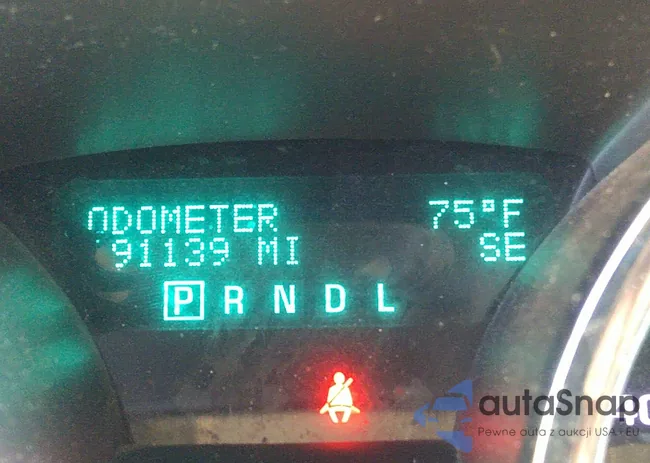 ODOMETER 75°F
91139 MI SE
P R N D L
autaSnap
Pewne auta z aukcji USA - EU